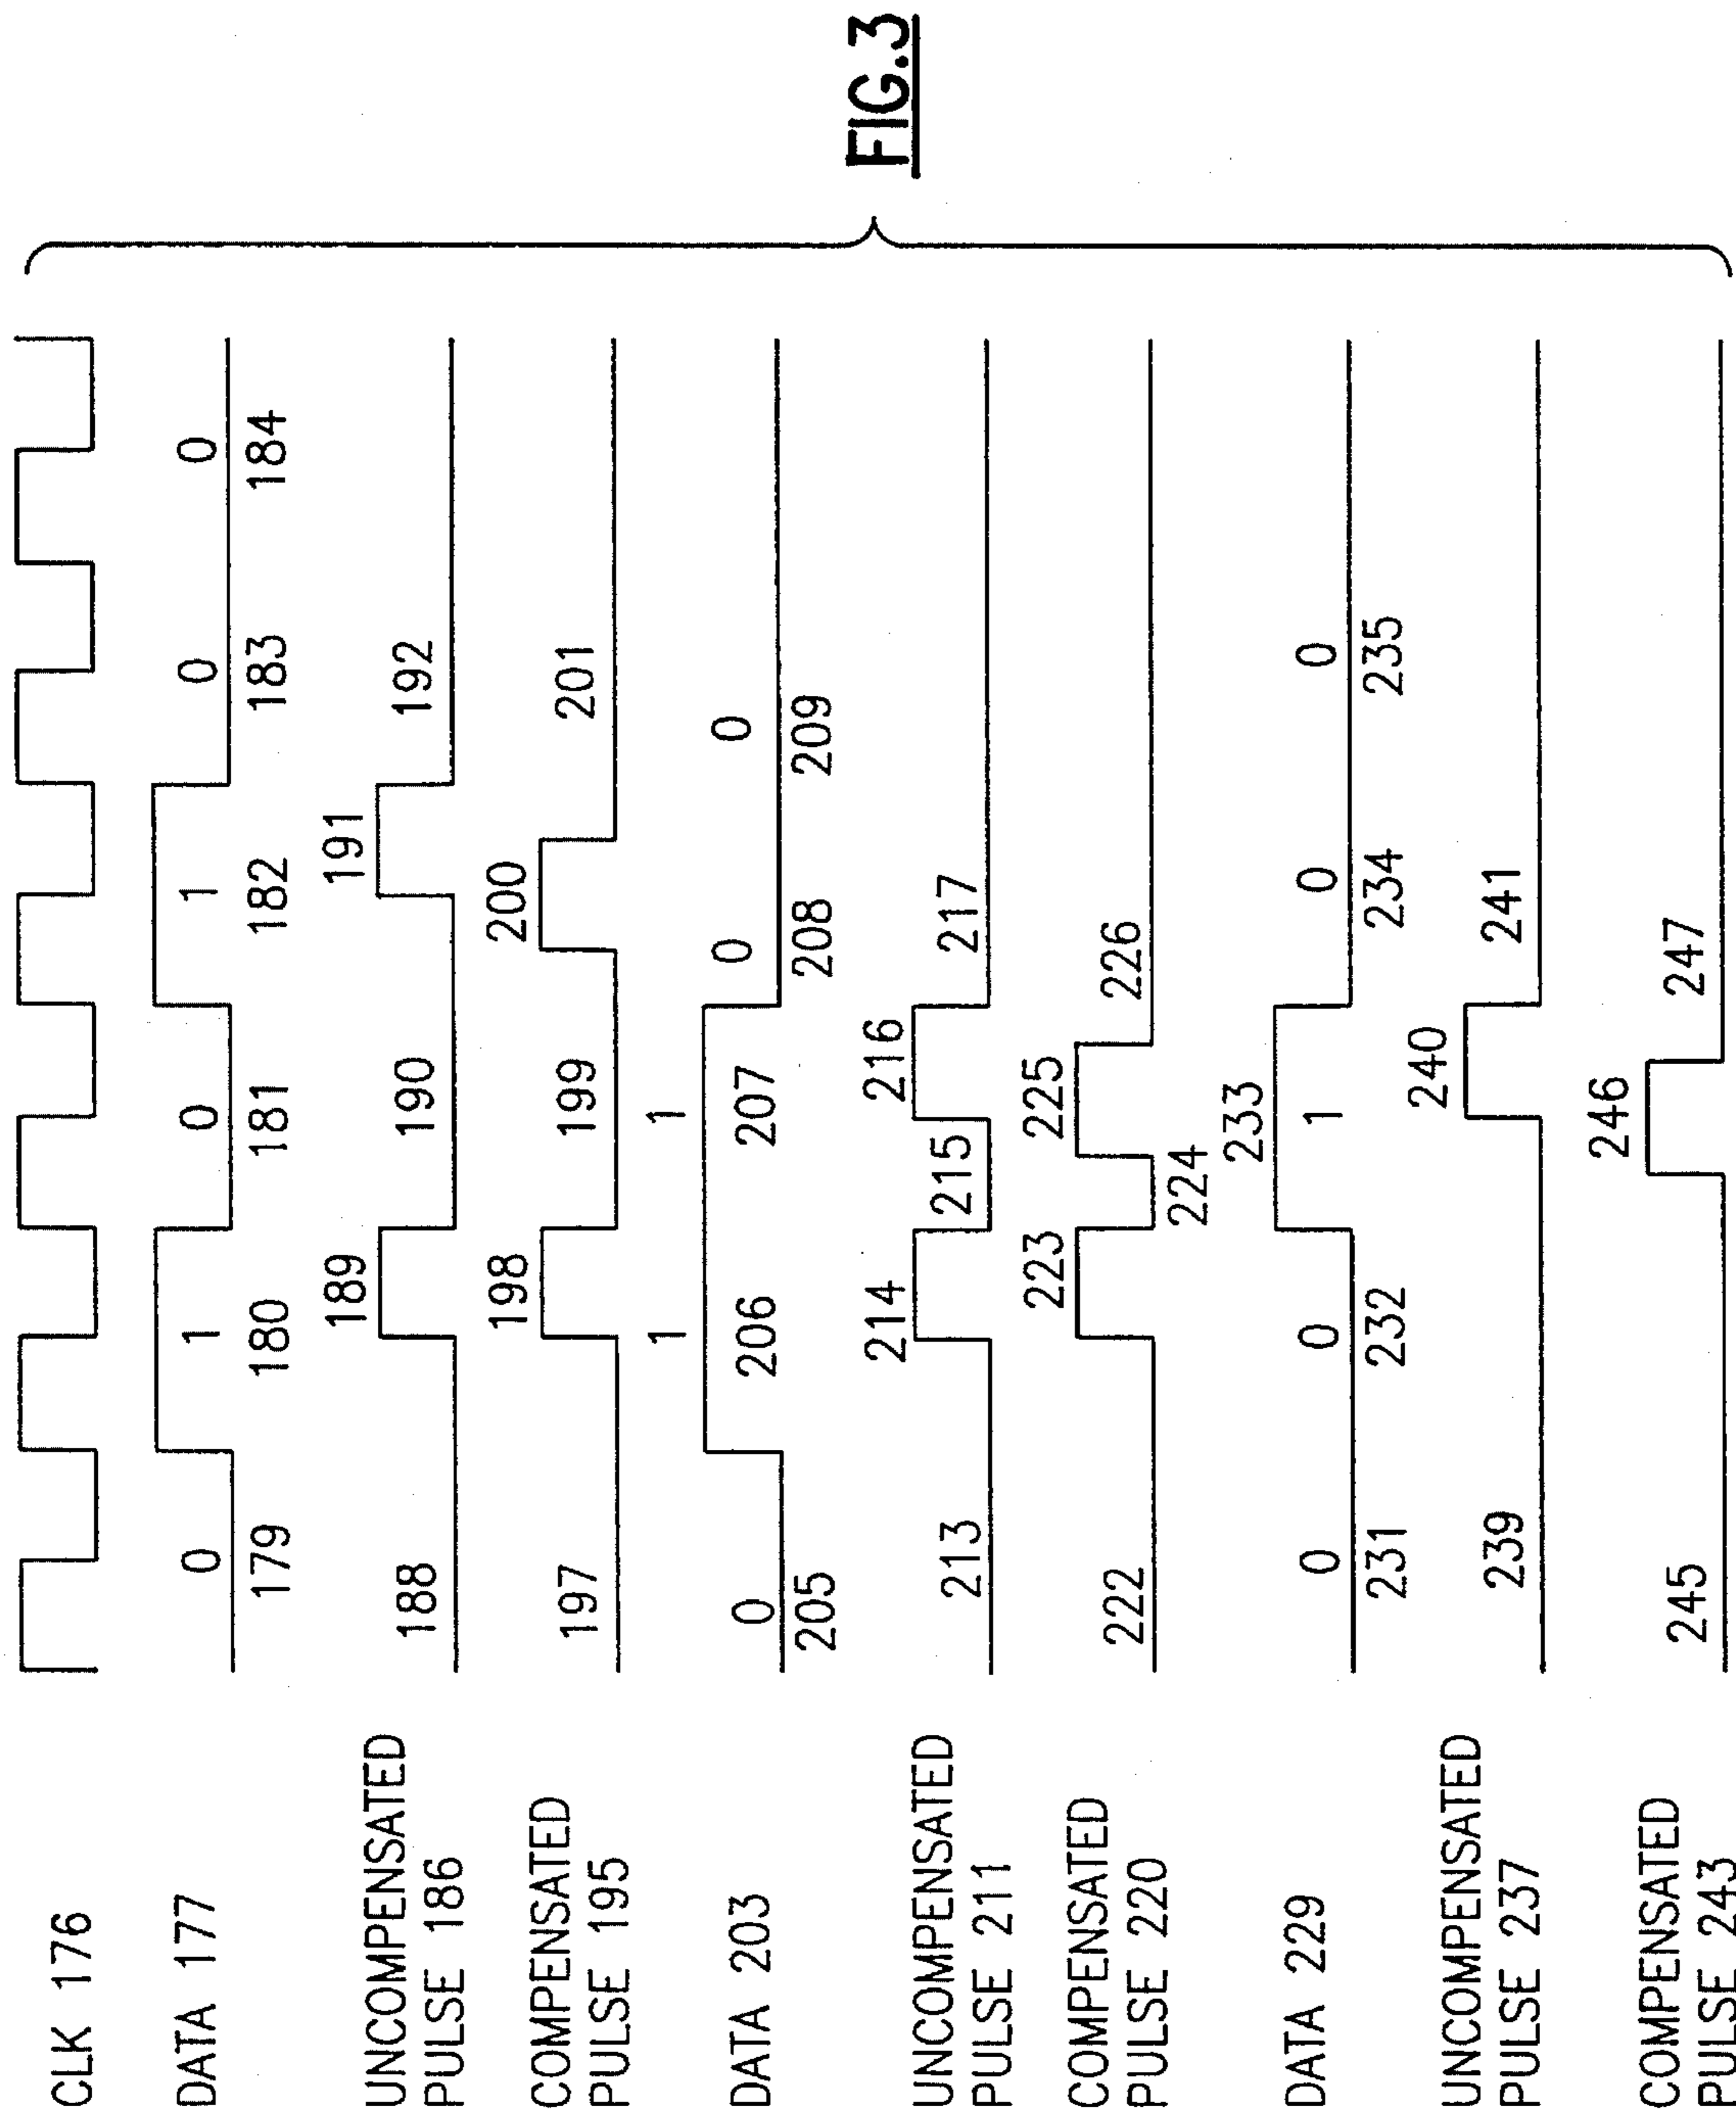 CLK 176
DATA 177
0 1 0 1 0 0
179 180 181 182 183 184
UNCOMPENSATED
PULSE 186
188 189 190 191 192
COMPENSATED
PULSE 195
197 198 199 200 201
DATA 203
0 1 1 0 0
205 206 207 208 209
UNCOMPENSATED
PULSE 211
213 214 215 216 217
COMPENSATED
PULSE 220
222 223 224 225 226
DATA 229
0 0 1 0 0
231 232 233 234 235
UNCOMPENSATED
PULSE 237
239 240 241
COMPENSATED
PULSE 243
245 246 247
FIG.3